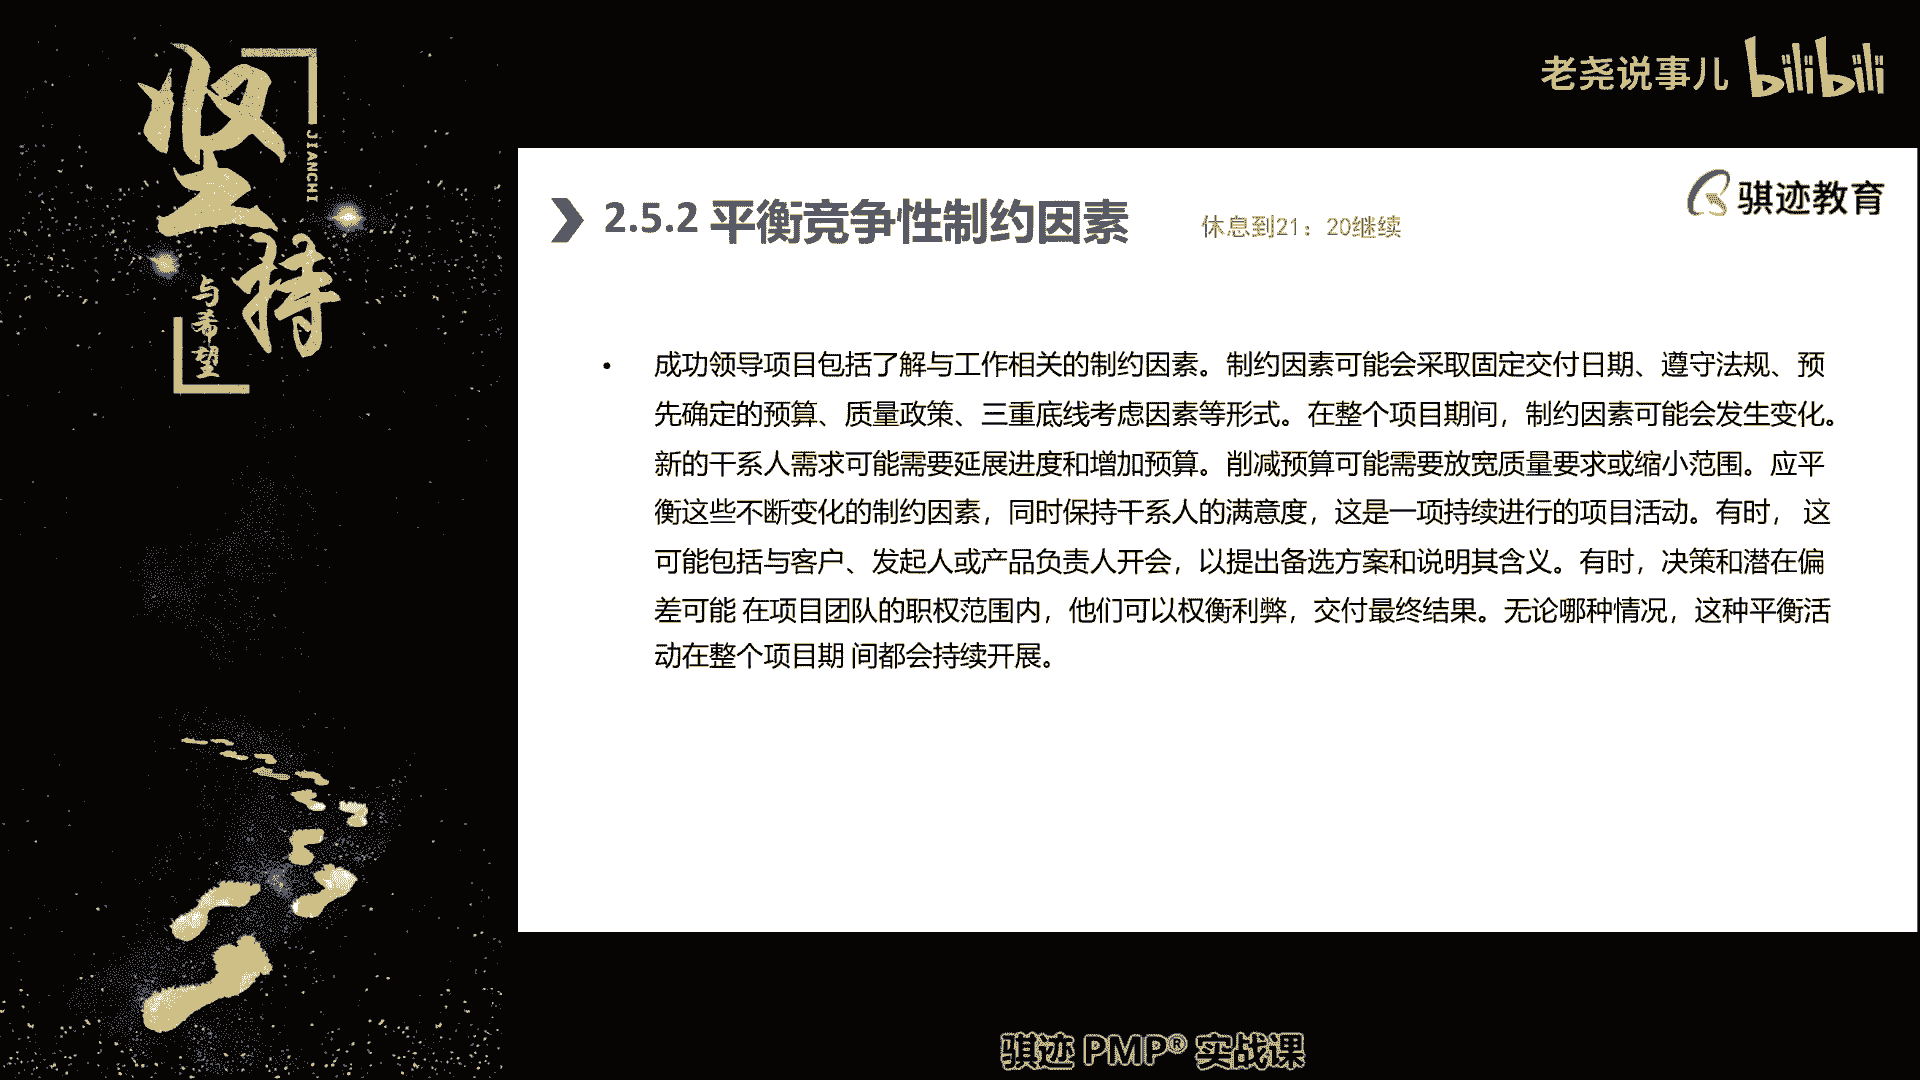 坚持
JIANCHI
与希望
老尧说事儿 bilibili
骐迹教育
2.5.2 平衡竞争性制约因素
休息到21：20继续
• 成功领导项目包括了解与工作相关的制约因素。制约因素可能会采取固定交付日期、遵守法规、预
先确定的预算、质量政策、三重底线考虑因素等形式。在整个项目期间，制约因素可能会发生变化。
新的干系人需求可能需要延展进度和增加预算。削减预算可能需要放宽质量要求或缩小范围。应平
衡这些不断变化的制约因素，同时保持干系人的满意度，这是一项持续进行的项目活动。有时， 这
可能包括与客户、发起人或产品负责人开会，以提出备选方案和说明其含义。有时，决策和潜在偏
差可能 在项目团队的职权范围内，他们可以权衡利弊，交付最终结果。无论哪种情况，这种平衡活
动在整个项目期 间都会持续开展。
骐迹 PMP® 实战课